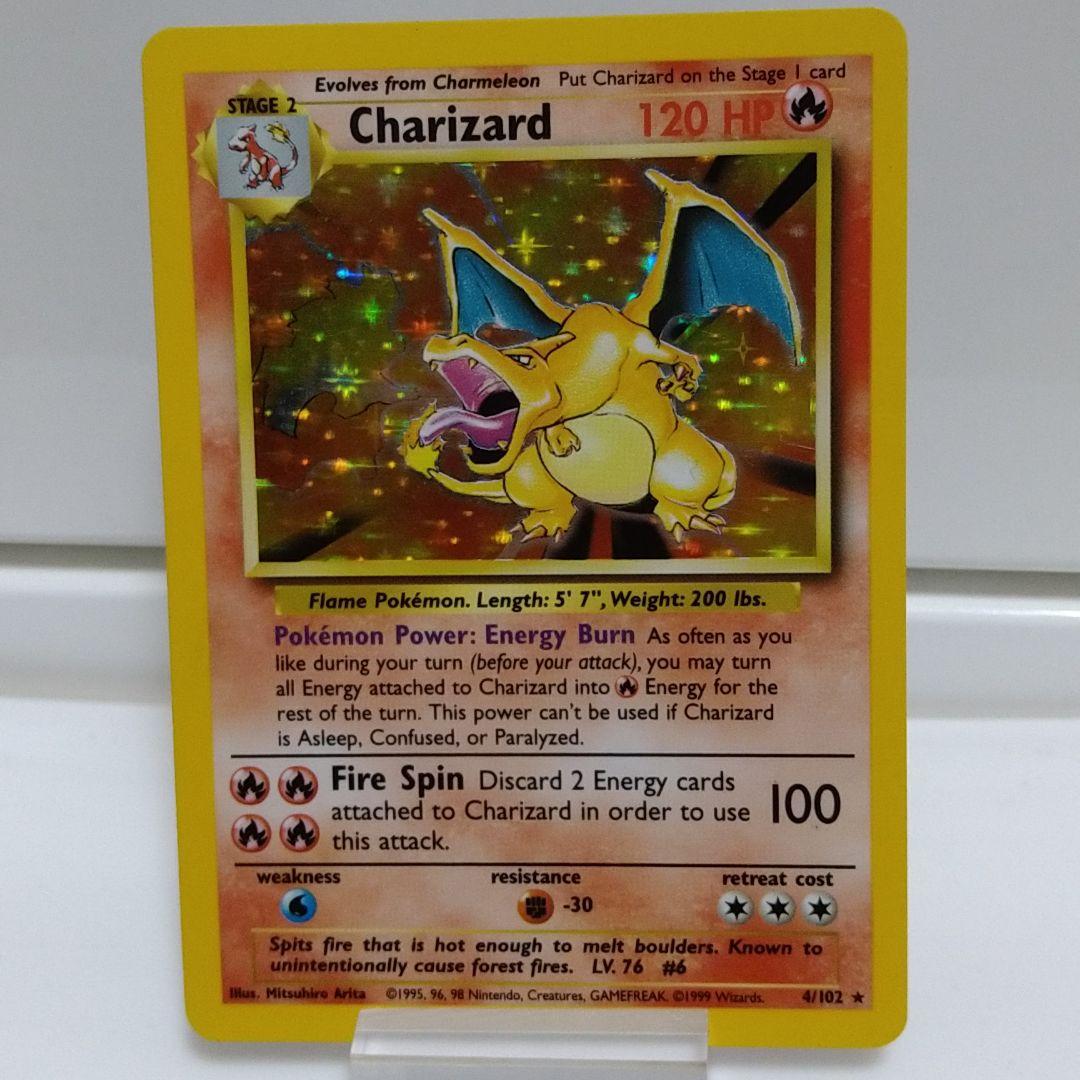 Evolves from Charmeleon Put Charizard on the Stage 1 card
STAGE 2
Charizard 120 HP
Flame Pokémon. Length: 5' 7", Weight: 200 lbs.
Pokémon Power: Energy Burn As often as you
like during your turn (before your attack), you may turn
all Energy attached to Charizard into Energy for the
rest of the turn. This power can't be used if Charizard
is Asleep, Confused, or Paralyzed.
Fire Spin Discard 2 Energy cards
attached to Charizard in order to use 100
this attack.
weakness resistance retreat cost
-30
Spits fire that is hot enough to melt boulders. Known to
unintentionally cause forest fires. LV. 76 #6
Illus. Mitsuhiro Arita ©1995, 96, 98 Nintendo, Creatures, GAMEFREAK. ©1999 Wizards. 4/102 ★